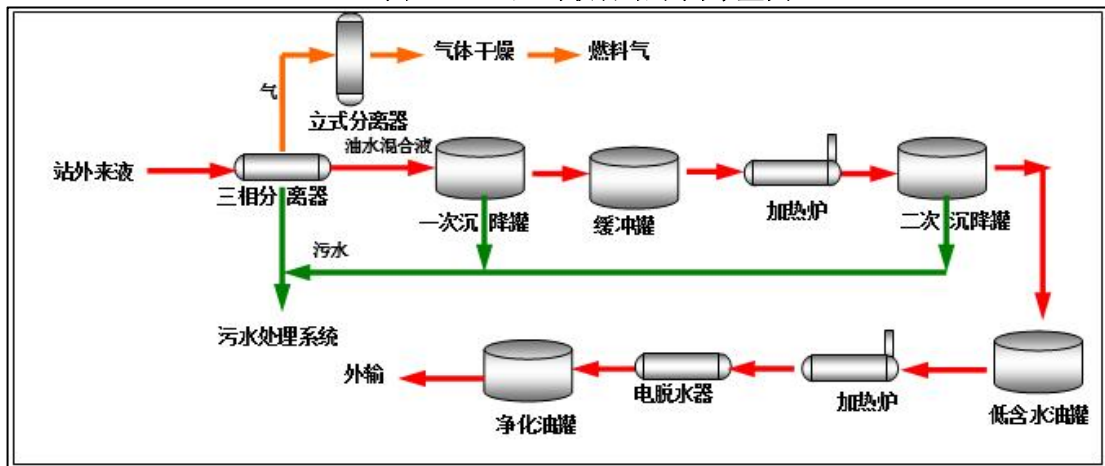 气体干燥
燃料气
气
立式分离器
油水混合液
站外来液
三相分离器
一次沉降罐
缓冲罐
加热炉
二次沉降罐
污水
污水处理系统
外输
净化油罐
电脱水器
加热炉
低含水油罐